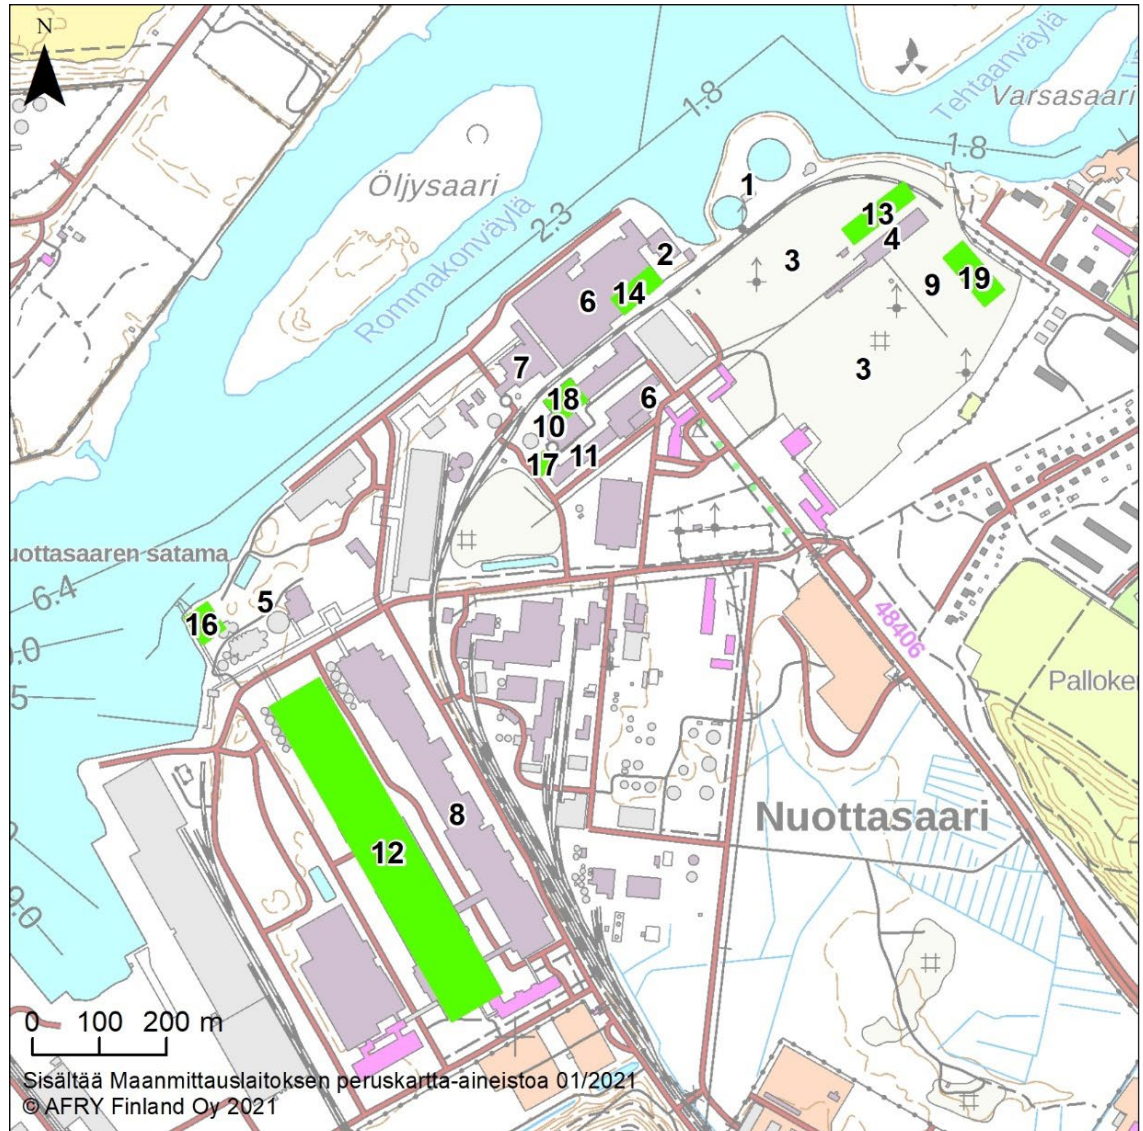 N
1.8
Tehtaanväylä
Varsasaari
1.8
Öljysaari
1
2.3
13
2
4
3
Rommakonväylä
9
19
6
14
7
3
18
6
10
11
17
uottasaaren satama
6.4
5
48406
16
Palloke
8
Nuottasaari
12
9.0
0 100 200 m
Sisältää Maanmittauslaitoksen peruskartta-aineistoa 01/2021
© AFRY Finland Oy 2021